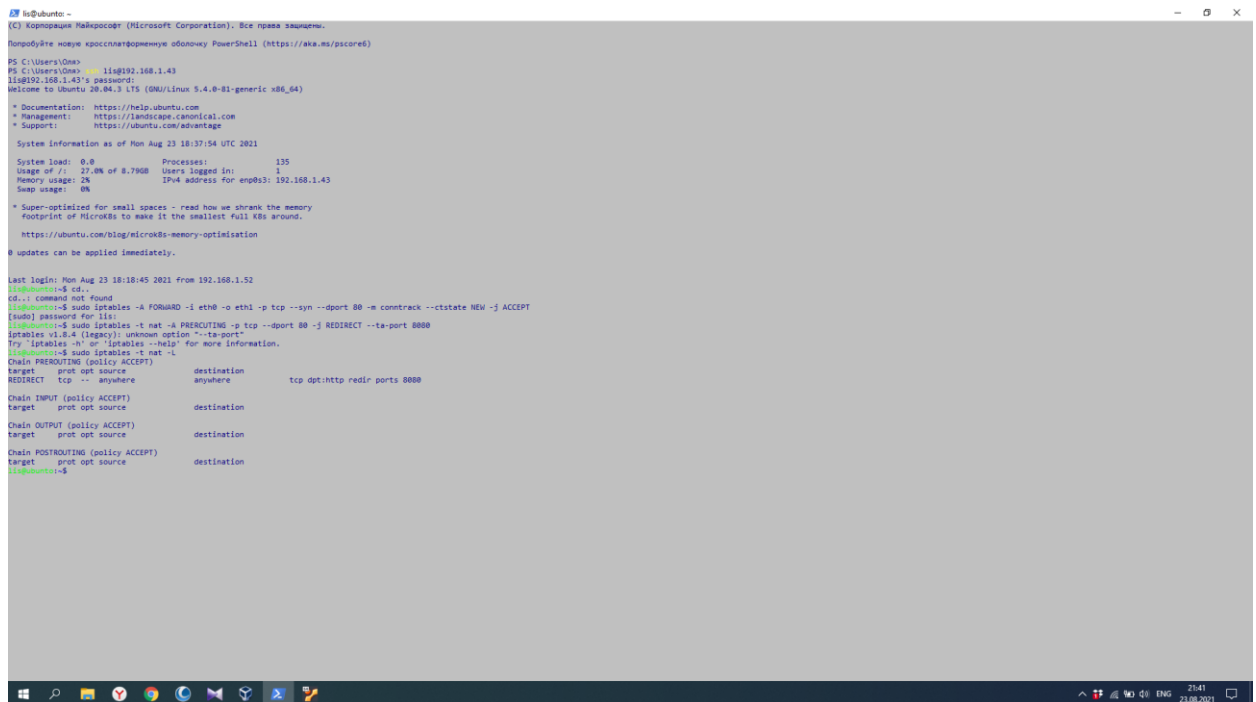 lis@ubunto: ~
(C) Корпорация Майкрософт (Microsoft Corporation). Все права защищены.
Попробуйте новую кроссплатформенную оболочку PowerShell (https://aka.ms/pscore6)
PS C:\Users\Оля>
PS C:\Users\Оля> ssh lis@192.168.1.43
lis@192.168.1.43's password:
Welcome to Ubuntu 20.04.3 LTS (GNU/Linux 5.4.0-81-generic x86_64)
* Documentation: https://help.ubuntu.com
* Management: https://landscape.canonical.com
* Support: https://ubuntu.com/advantage
System information as of Mon Aug 23 18:37:54 UTC 2021
System load: 0.0 Processes: 135
Usage of /: 27.0% of 8.79GB Users logged in: 1
Memory usage: 2% IPv4 address for enp0s3: 192.168.1.43
Swap usage: 0%
* Super-optimized for small spaces - read how we shrank the memory
footprint of MicroK8s to make it the smallest full K8s around.
https://ubuntu.com/blog/microk8s-memory-optimisation
0 updates can be applied immediately.
Last login: Mon Aug 23 18:18:45 2021 from 192.168.1.52
lis@ubunto:~$ cd..
cd..: command not found
lis@ubunto:~$ sudo iptables -A FORWARD -i eth0 -o eth1 -p tcp --syn --dport 80 -m conntrack --ctstate NEW -j ACCEPT
[sudo] password for lis:
lis@ubunto:~$ sudo iptables -t nat -A PRERCUTING -p tcp --dport 80 -j REDIRECT --ta-port 8080
iptables v1.8.4 (legacy): unknown option "--ta-port"
Try `iptables -h' or 'iptables --help' for more information.
lis@ubunto:~$ sudo iptables -t nat -L
Chain PREROUTING (policy ACCEPT)
target prot opt source destination
REDIRECT tcp -- anywhere anywhere tcp dpt:http redir ports 8080
Chain INPUT (policy ACCEPT)
target prot opt source destination
Chain OUTPUT (policy ACCEPT)
target prot opt source destination
Chain POSTROUTING (policy ACCEPT)
target prot opt source destination
lis@ubunto:~$
ENG
21:41
23.08.2021